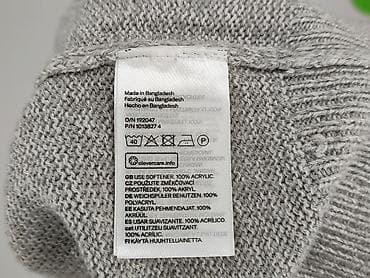 Made in Bangladesh
Fabriqué au Bangladesh
Hecho en Bangladesh
O/N 192047
P/N 1013827 4
40 P
clevercare.info
GB USE SOFTENER. 100% ACRYLIC
CZ POUŽIJTE ZMĚKČOVACÍ
PROSTŘEDEK. 100% AKRYL.
DE WEICHSPÜLER BENUTZEN. 100%
POLYACRYL
EE KASUTA PEHMENDAJAT. 100%
AKRÜÜL.
ES USAR SUAVIZANTE. 100%
ACRÍLICO. cat UTILITZEU SUAVITZANT.
100% ACRÍLIC.
FI KÄYTÄ HUUHTELUAINETTA